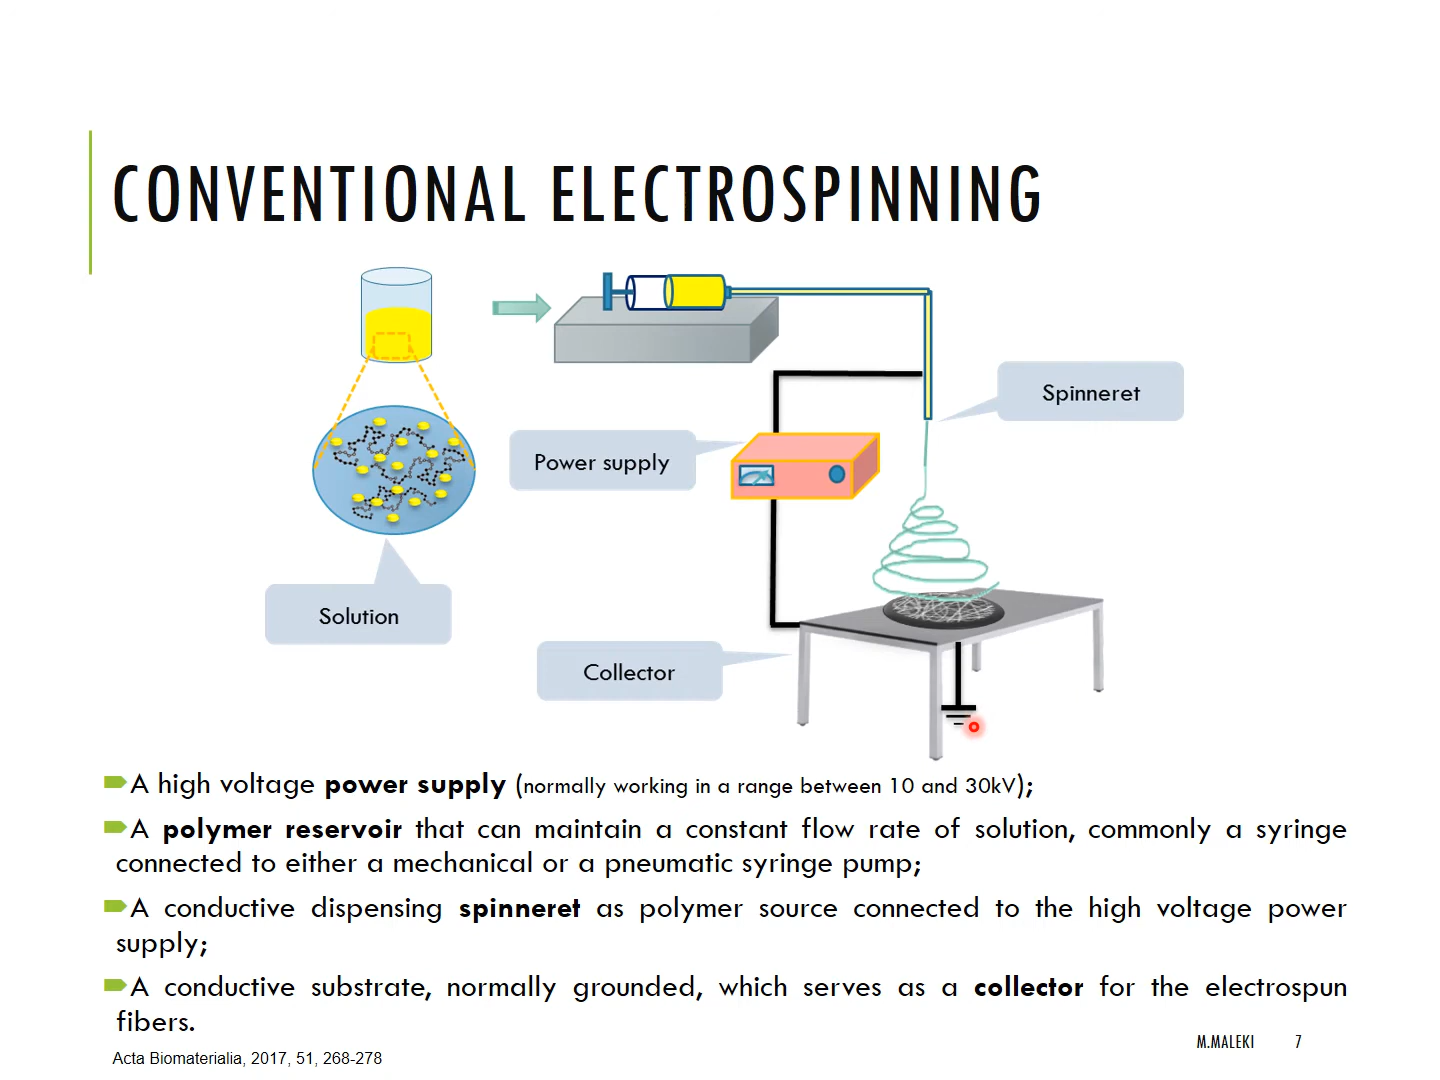 CONVENTIONAL ELECTROSPINNING
Spinneret
Power supply
Solution
Collector
A high voltage power supply (normally working in a range between 10 and 30kV);
A polymer reservoir that can maintain a constant flow rate of solution, commonly a syringe
connected to either a mechanical or a pneumatic syringe pump;
A conductive dispensing spinneret as polymer source connected to the high voltage power
supply;
A conductive substrate, normally grounded, which serves as a collector for the electrospun
fibers.
Acta Biomaterialia, 2017, 51, 268-278
M.MALEKI 7